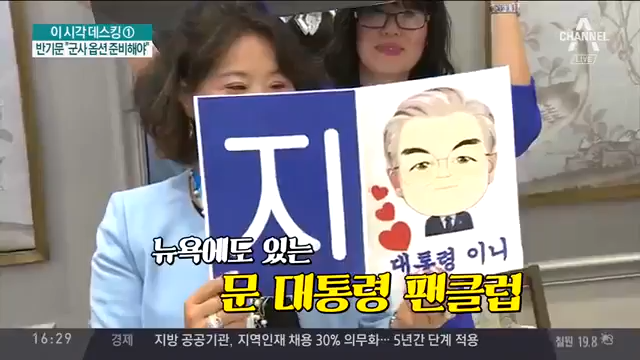 이 시각 데스킹①
반기문 "군사 옵션 준비해야"
CHANNEL A
LIVE
지
대통령 이니
뉴욕에도 있는
문 대통령 팬클럽
16:29 경제 지방 공공기관, 지역인재 채용 30% 의무화…5년간 단계 적용 철원 19.8